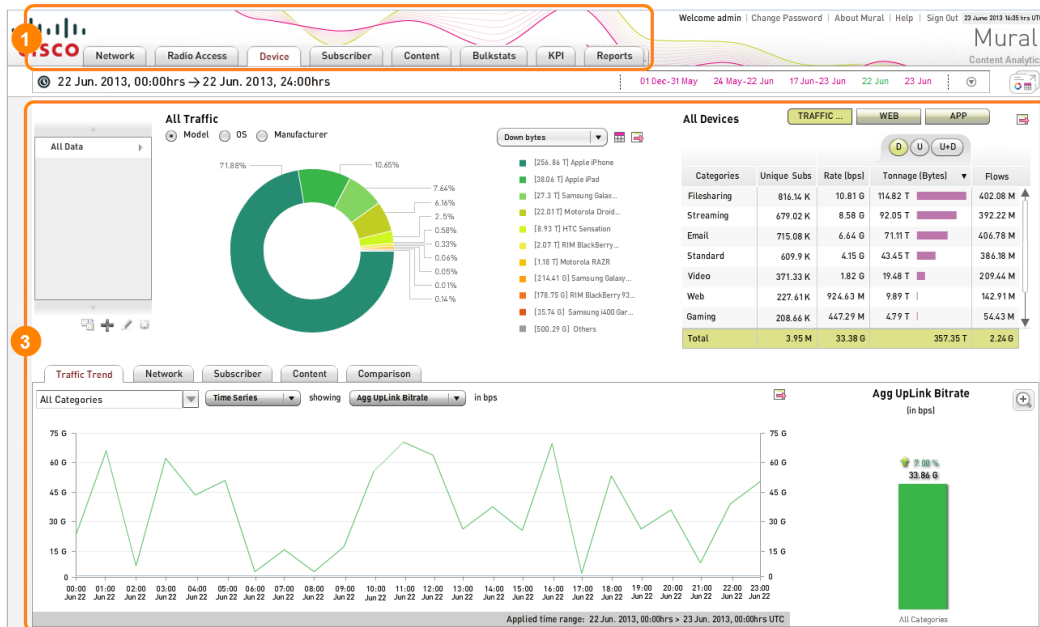 Welcome admin | Change Password | About Mural | Help | Sign Out 23 June 2013 16:35 hrs UTC
1
CISCO
Mural
Content Analytic
Network Radio Access Device Subscriber Content Bulkstats KPI Reports
22 Jun. 2013, 00:00hrs → 22 Jun. 2013, 24:00hrs
01 Dec-31 May 24 May-22 Jun 17 Jun-23 Jun 22 Jun 23 Jun
3
All Data
All Traffic
Model OS Manufacturer
Down bytes
71.88%
10.65%
7.64%
6.16%
2.5%
0.58%
0.33%
0.06%
0.05%
0.01%
0.14%
[256.86 T] Apple iPhone
[38.06 T] Apple iPad
[27.3 T] Samsung Galax...
[22.01 T] Motorola Droid...
[8.93 T] HTC Sensation
[2.07 T] RIM BlackBerry...
[1.18 T] Motorola RAZR
[214.41 G] Samsung Galaxy...
[178.75 G] RIM BlackBerry 93...
[35.74 G] Samsung i400 Gar...
[500.29 G] Others
All Devices TRAFFIC ... WEB APP
D U U+D
Categories Unique Subs Rate (bps) Tonnage (Bytes) Flows
Filesharing 816.14 K 10.81 G 114.82 T 402.08 M
Streaming 679.02 K 8.58 G 92.05 T 392.22 M
Email 715.08 K 6.64 G 71.11 T 406.78 M
Standard 609.9 K 4.15 G 43.45 T 386.18 M
Video 371.33 K 1.82 G 19.48 T 209.44 M
Web 227.61 K 924.63 M 9.89 T 142.91 M
Gaming 208.66 K 447.29 M 4.79 T 54.43 M
Total 3.95 M 33.38 G 357.35 T 2.24 G
Traffic Trend Network Subscriber Content Comparison
All Categories Time Series showing Agg UpLink Bitrate in bps
75 G 75 G
60 G 60 G
45 G 45 G
30 G 30 G
15 G 15 G
0 0
00:00 01:00 02:00 03:00 04:00 05:00 06:00 07:00 08:00 09:00 10:00 11:00 12:00 13:00 14:00 15:00 16:00 17:00 18:00 19:00 20:00 21:00 22:00 23:00
Jun 22 Jun 22 Jun 22 Jun 22 Jun 22 Jun 22 Jun 22 Jun 22 Jun 22 Jun 22 Jun 22 Jun 22 Jun 22 Jun 22 Jun 22 Jun 22 Jun 22 Jun 22 Jun 22 Jun 22 Jun 22 Jun 22 Jun 22 Jun 22
Applied time range: 22 Jun. 2013, 00:00hrs > 23 Jun. 2013, 00:00hrs UTC
Agg UpLink Bitrate
(in bps)
7.00 %
33.86 G
All Categories